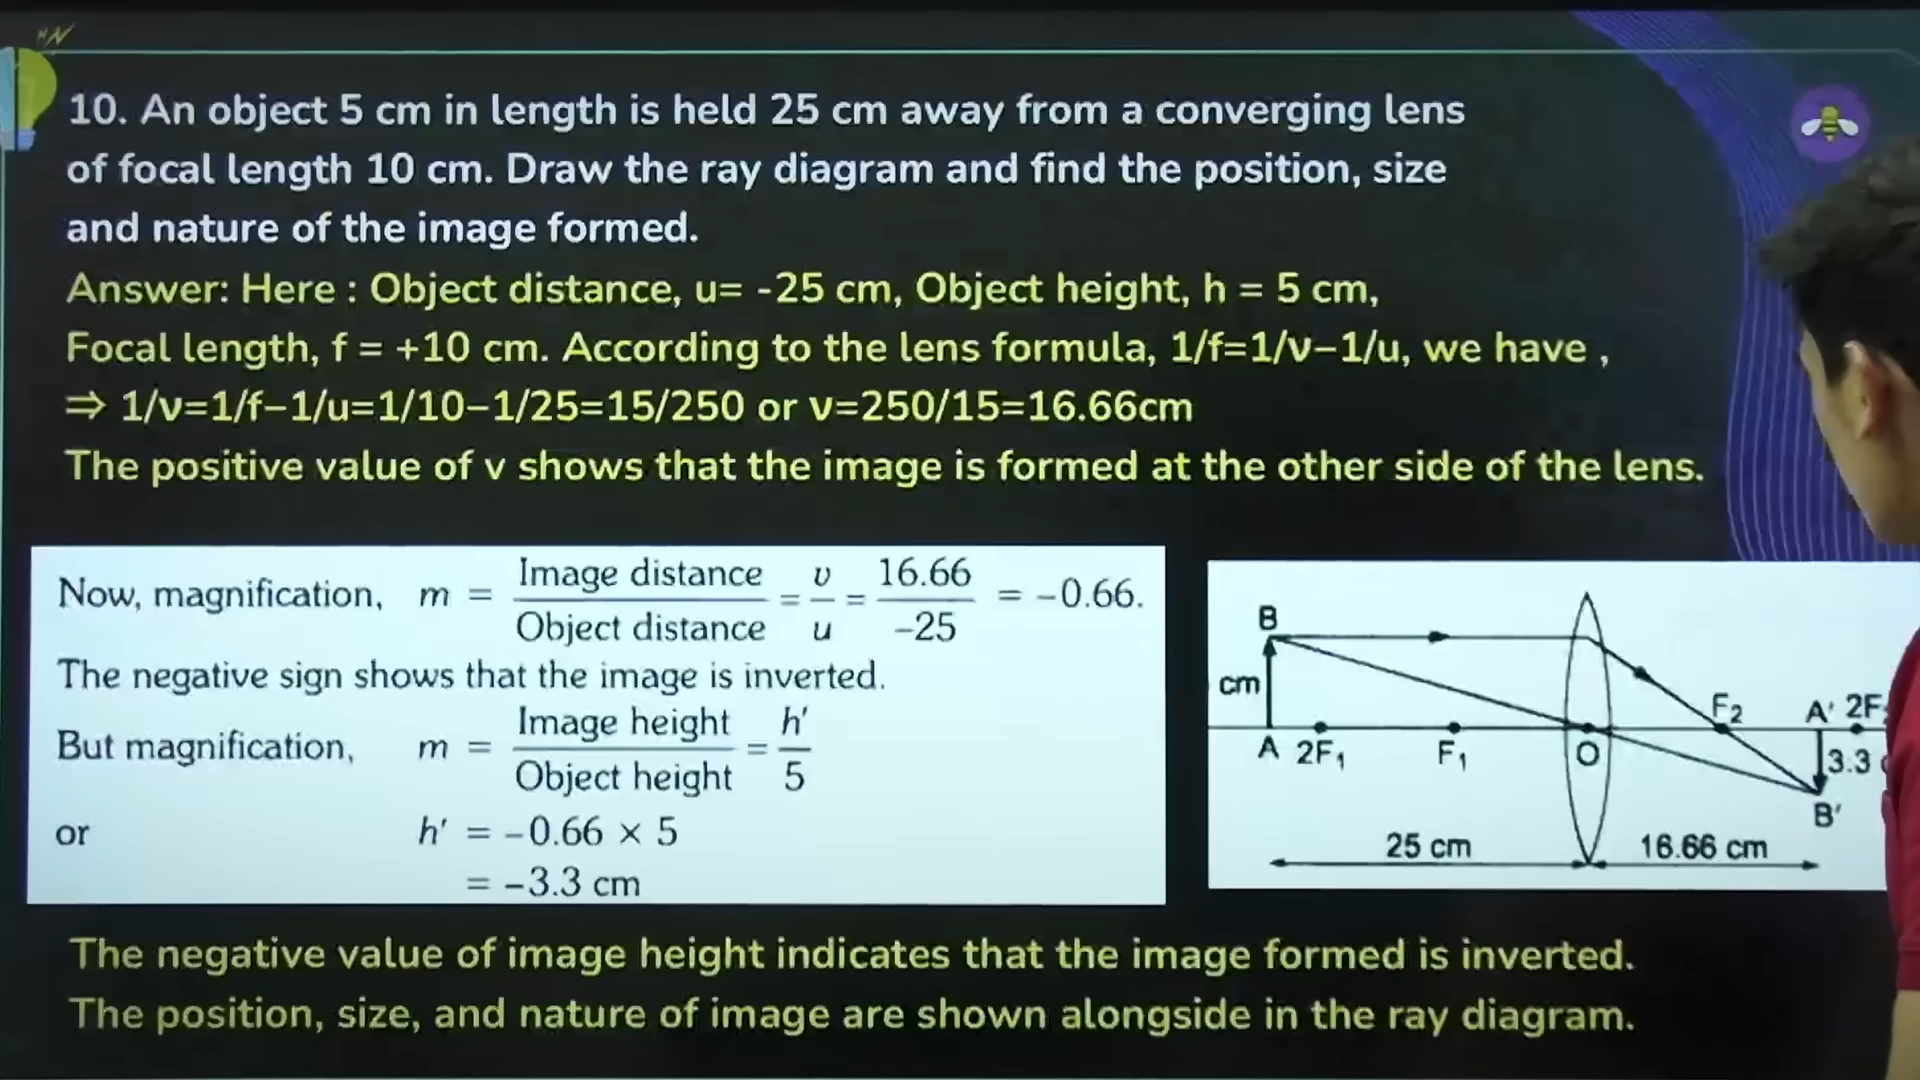 10. An object 5 cm in length is held 25 cm away from a converging lens
of focal length 10 cm. Draw the ray diagram and find the position, size
and nature of the image formed.
Answer: Here : Object distance, u= -25 cm, Object height, h = 5 cm,
Focal length, f = +10 cm. According to the lens formula, 1/f=1/v−1/u, we have ,
⇒ 1/v=1/f−1/u=1/10−1/25=15/250 or v=250/15=16.66cm
The positive value of v shows that the image is formed at the other side of the lens.
Now, magnification, m = Image distance / Object distance = v / u = 16.66 / −25 = −0.66.
The negative sign shows that the image is inverted.
But magnification, m = Image height / Object height = h' / 5
or h' = −0.66 × 5
= −3.3 cm
B
cm
A 2F₁ F₁ O F₂ A' 2F
3.3
B'
25 cm 16.66 cm
The negative value of image height indicates that the image formed is inverted.
The position, size, and nature of image are shown alongside in the ray diagram.